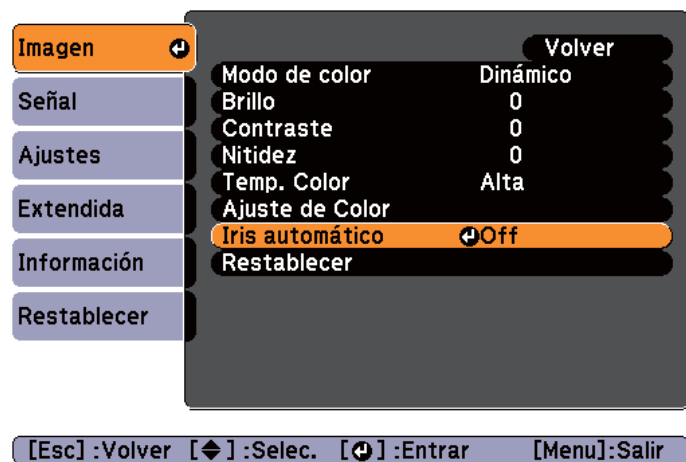 Imagen
Señal
Ajustes
Extendida
Información
Restablecer
Volver
Modo de color Dinámico
Brillo 0
Contraste 0
Nitidez 0
Temp. Color Alta
Ajuste de Color
Iris automático Off
Restablecer
[Esc] :Volver [ ] :Selec. [ ] :Entrar [Menu]:Salir